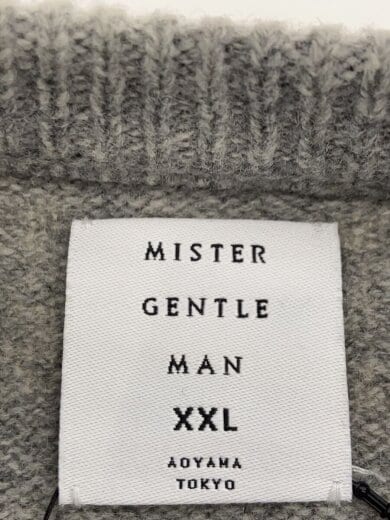 MISTER
GENTLE
MAN
XXL
AOYAMA
TOKYO